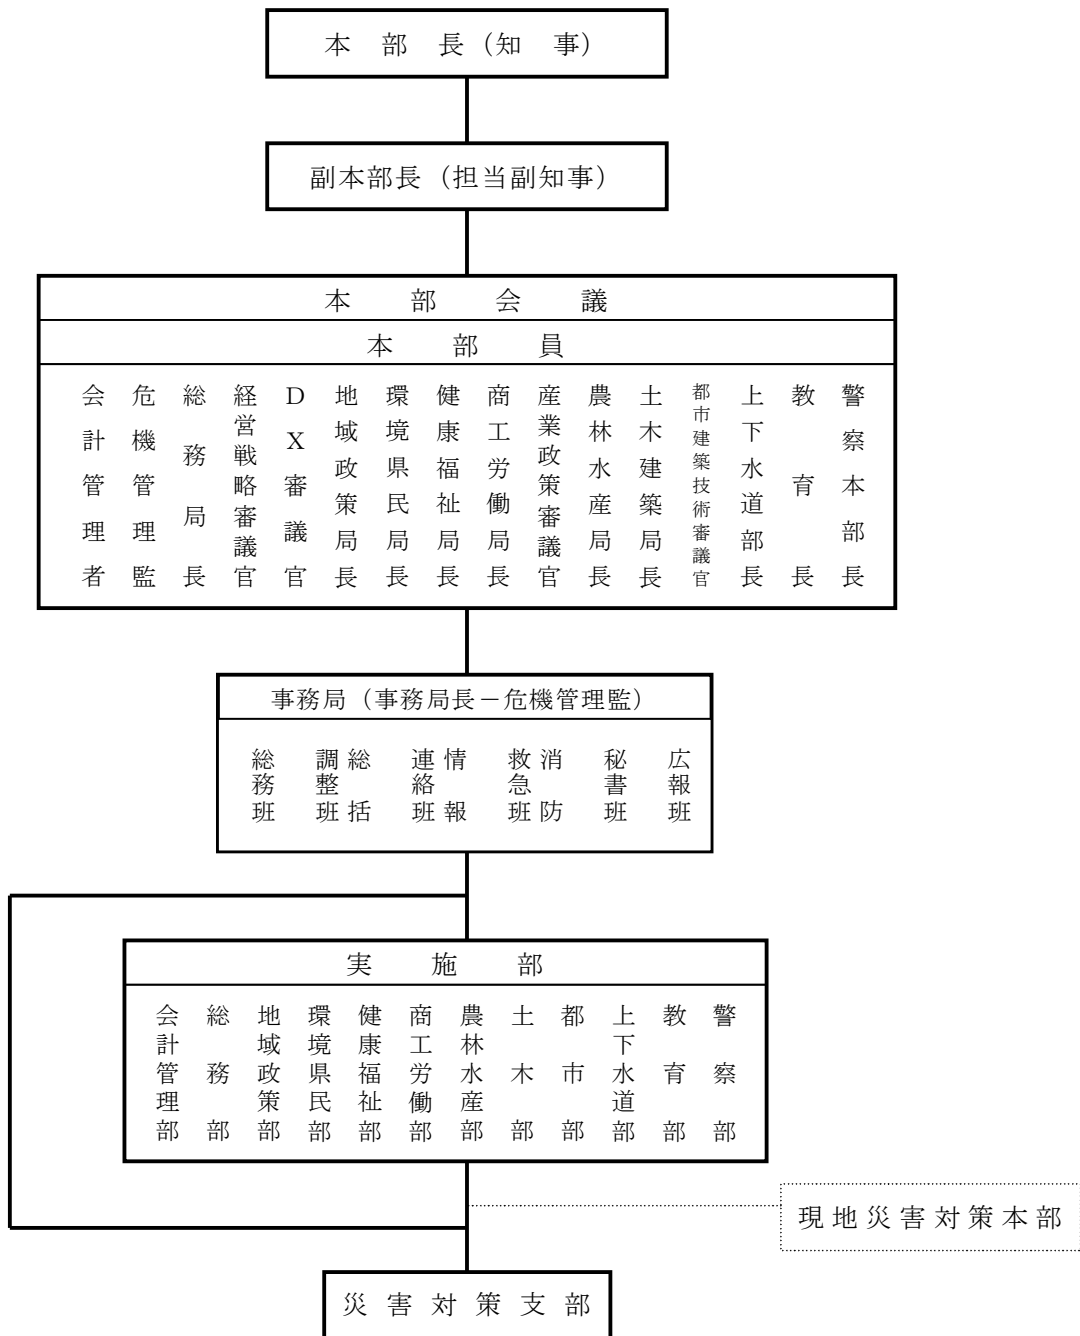 本部長（知事）
副本部長（担当副知事）
本部会議
本部員
会計管理者
危機管理監
総務局長
経営戦略審議官
DX審議官
地域政策局長
環境県民局長
健康福祉局長
商工労働局長
産業政策審議官
農林水産局長
土木建築局長
都市建築技術審議官
上下水道部長
教育長
警察本部長
事務局（事務局長－危機管理監）
総務班
総括
調整班
情報
連絡班
消防
救急班
秘書班
広報班
実施部
会計管理部
総務部
地域政策部
環境県民部
健康福祉部
商工労働部
農林水産部
土木部
都市部
上下水道部
教育部
警察部
現地災害対策本部
災害対策支部